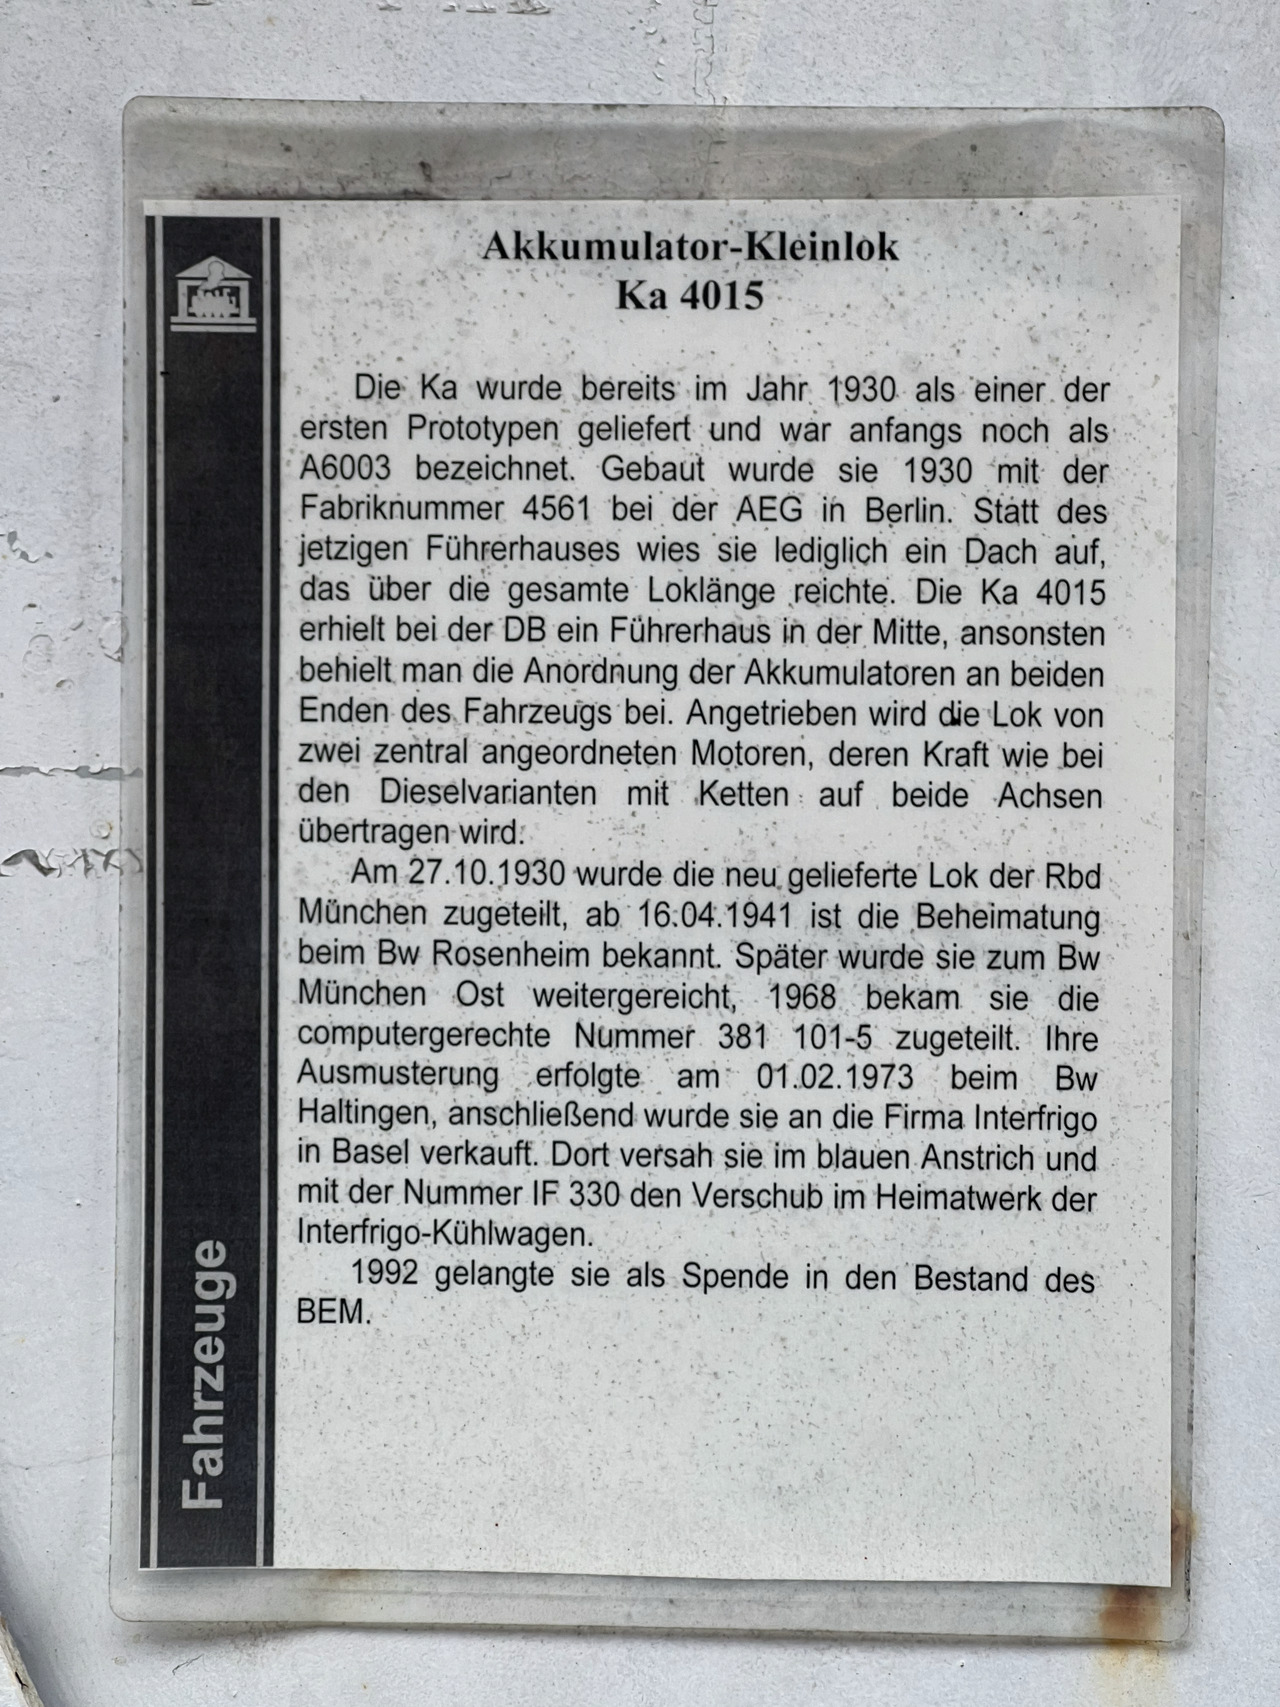 Akkumulator-Kleinlok
Ka 4015
Die Ka wurde bereits im Jahr 1930 als einer der
ersten Prototypen geliefert und war anfangs noch als
A6003 bezeichnet. Gebaut wurde sie 1930 mit der
Fabriknummer 4561 bei der AEG in Berlin. Statt des
jetzigen Führerhauses wies sie lediglich ein Dach auf,
das über die gesamte Loklänge reichte. Die Ka 4015
erhielt bei der DB ein Führerhaus in der Mitte, ansonsten
behielt man die Anordnung der Akkumulatoren an beiden
Enden des Fahrzeugs bei. Angetrieben wird die Lok von
zwei zentral angeordneten Motoren, deren Kraft wie bei
den Dieselvarianten mit Ketten auf beide Achsen
übertragen wird.
Am 27.10.1930 wurde die neu gelieferte Lok der Rbd
München zugeteilt, ab 16.04.1941 ist die Beheimatung
beim Bw Rosenheim bekannt. Später wurde sie zum Bw
München Ost weitergereicht, 1968 bekam sie die
computergerechte Nummer 381 101-5 zugeteilt. Ihre
Ausmusterung erfolgte am 01.02.1973 beim Bw
Haltingen, anschließend wurde sie an die Firma Interfrigo
in Basel verkauft. Dort versah sie im blauen Anstrich und
mit der Nummer IF 330 den Verschub im Heimatwerk der
Interfrigo-Kühlwagen.
1992 gelangte sie als Spende in den Bestand des
BEM.
Fahrzeuge